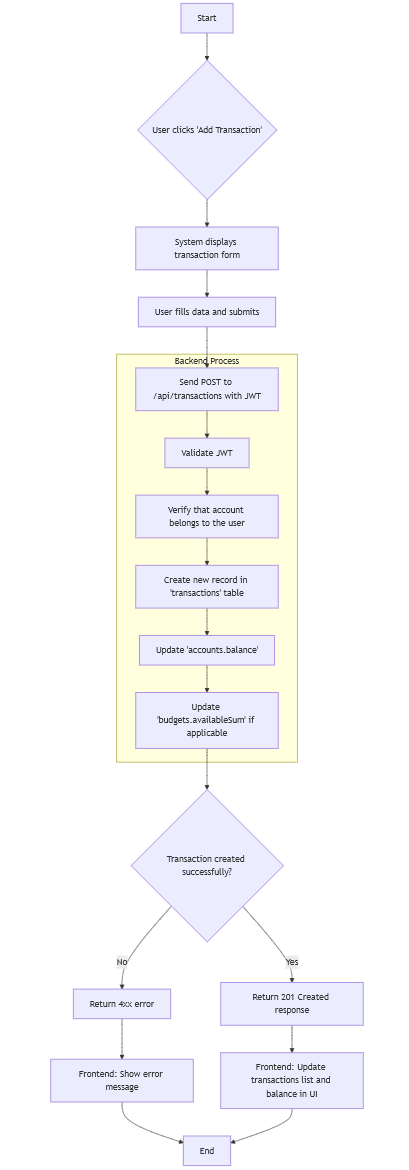 Start
User clicks 'Add Transaction'
System displays
transaction form
User fills data and submits
Backend Process
Send POST to
/api/transactions with JWT
Validate JWT
Verify that account
belongs to the user
Create new record in
'transactions' table
Update 'accounts.balance'
Update
'budgets.availableSum' if
applicable
Transaction created
successfully?
No
Yes
Return 4xx error
Return 201 Created
response
Frontend: Show error
message
Frontend: Update
transactions list and
balance in UI
End